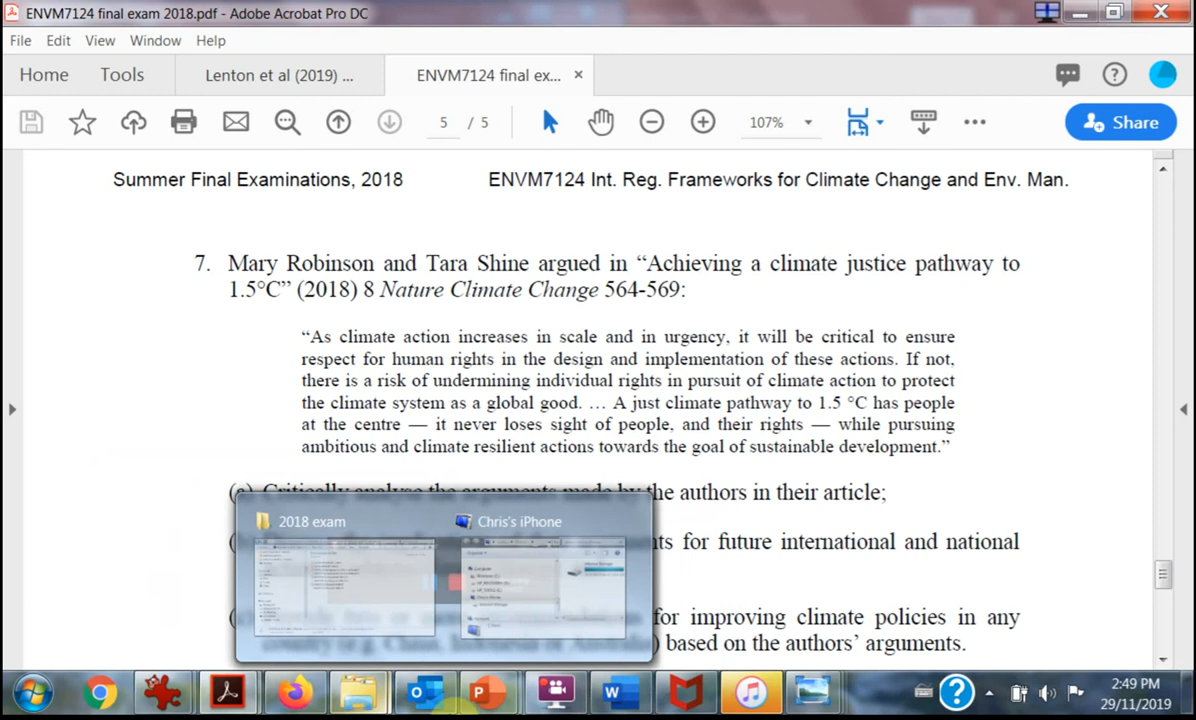 ENVM7124 final exam 2018.pdf - Adobe Acrobat Pro DC
File Edit View Window Help
Home Tools Lenton et al (2019) ... ENVM7124 final ex... ×
5 / 5 107% Share
Summer Final Examinations, 2018 ENVM7124 Int. Reg. Frameworks for Climate Change and Env. Man.
7. Mary Robinson and Tara Shine argued in “Achieving a climate justice pathway to
1.5°C” (2018) 8 Nature Climate Change 564-569:
“As climate action increases in scale and in urgency, it will be critical to ensure
respect for human rights in the design and implementation of these actions. If not,
there is a risk of undermining individual rights in pursuit of climate action to protect
the climate system as a global good. … A just climate pathway to 1.5 °C has people
at the centre — it never loses sight of people, and their rights — while pursuing
ambitious and climate resilient actions towards the goal of sustainable development.”
(a) Critically analyse the arguments made by the authors in their article;
2018 exam Chris's iPhone
ts for future international and national
for improving climate policies in any
) based on the authors’ arguments.
2:49 PM
29/11/2019